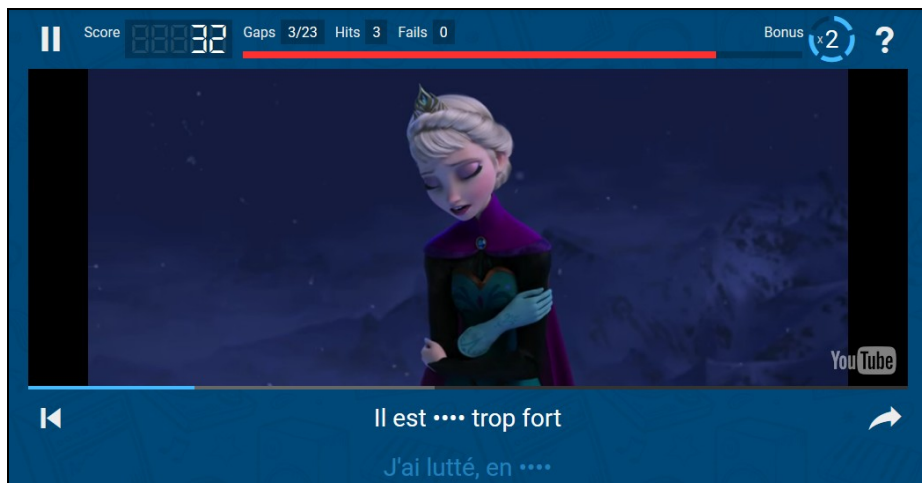 Score 32 Gaps 3/23 Hits 3 Fails 0 Bonus x2 ?
YouTube
Il est •••• trop fort
J'ai lutté, en ••••